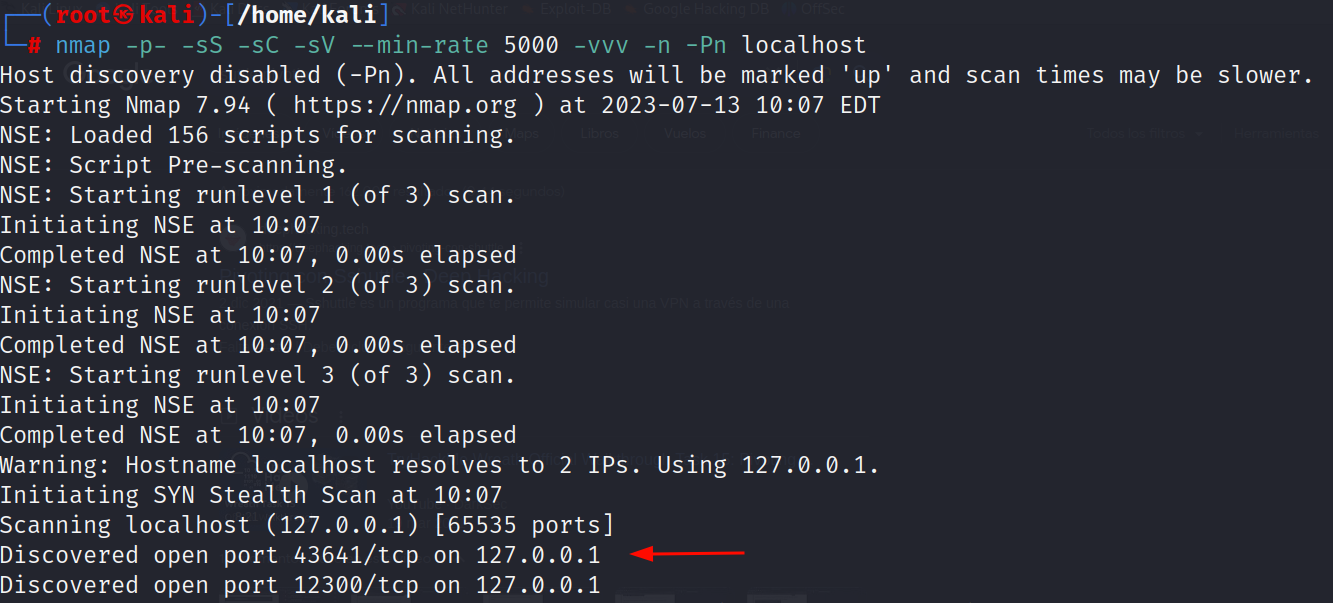 ┌──(root㉿kali)-[/home/kali]
└─# nmap -p- -sS -sC -sV --min-rate 5000 -vvv -n -Pn localhost
Host discovery disabled (-Pn). All addresses will be marked 'up' and scan times may be slower.
Starting Nmap 7.94 ( https://nmap.org ) at 2023-07-13 10:07 EDT
NSE: Loaded 156 scripts for scanning.
NSE: Script Pre-scanning.
NSE: Starting runlevel 1 (of 3) scan.
Initiating NSE at 10:07
Completed NSE at 10:07, 0.00s elapsed
NSE: Starting runlevel 2 (of 3) scan.
Initiating NSE at 10:07
Completed NSE at 10:07, 0.00s elapsed
NSE: Starting runlevel 3 (of 3) scan.
Initiating NSE at 10:07
Completed NSE at 10:07, 0.00s elapsed
Warning: Hostname localhost resolves to 2 IPs. Using 127.0.0.1.
Initiating SYN Stealth Scan at 10:07
Scanning localhost (127.0.0.1) [65535 ports]
Discovered open port 43641/tcp on 127.0.0.1
Discovered open port 12300/tcp on 127.0.0.1